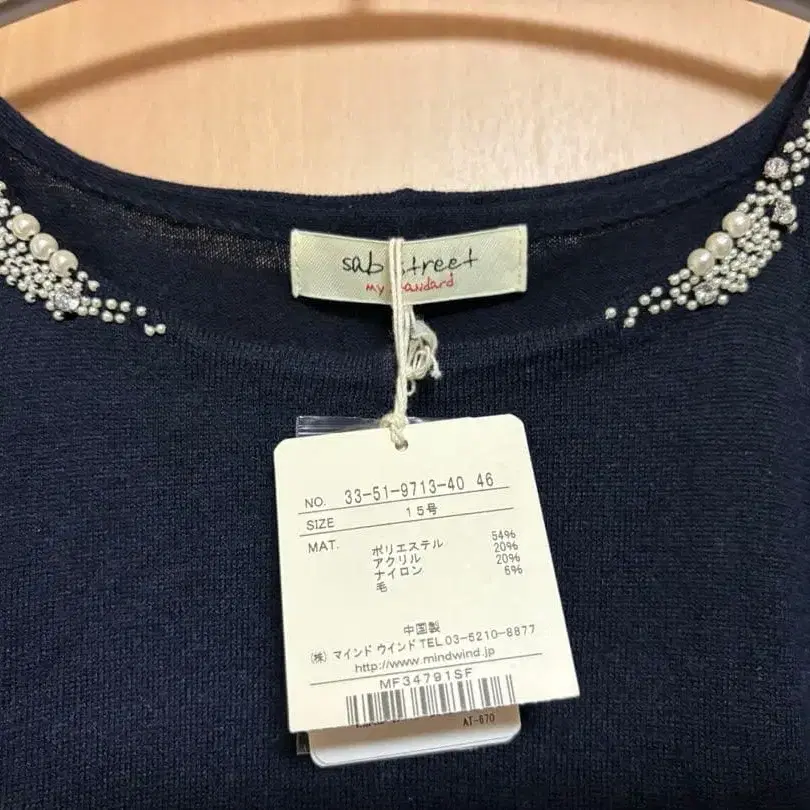 sab street
my standard
NO. 33-51-9713-40 46
SIZE 15号
MAT. ポリエステル 54%
アクリル 20%
ナイロン 20%
毛 6%
中国製
(株) マインド ウインド TEL 03-5210-8877
http://www.mindwind.jp
MF34791SF
AT-670